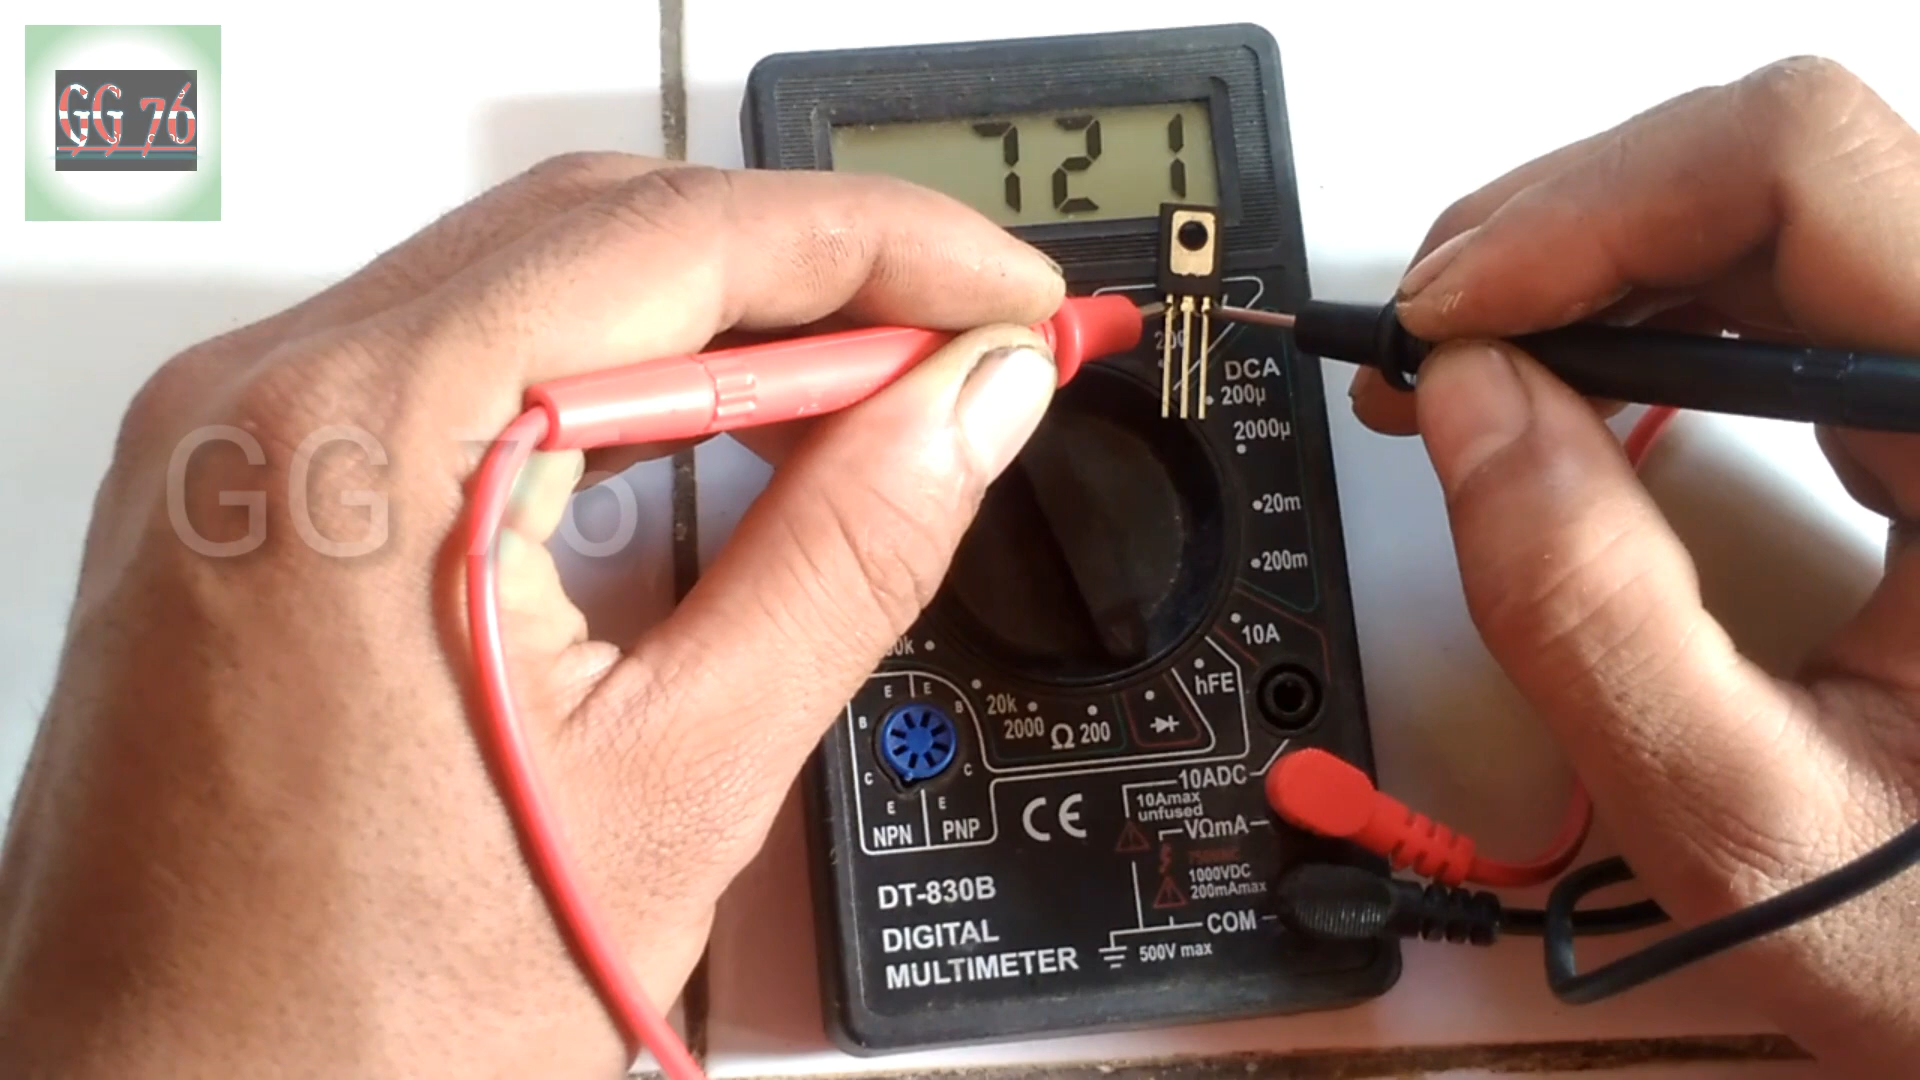 GG 76
721
200
DCA
200µ
2000µ
20m
200m
10A
hFE
20k
2000 Ω 200
E E
B B
C C
E E
NPN PNP
GG 76
CE
10ADC
10Amax
unfused
VΩmA
1000VDC
200mAmax
COM
500V max
DT-830B
DIGITAL
MULTIMETER